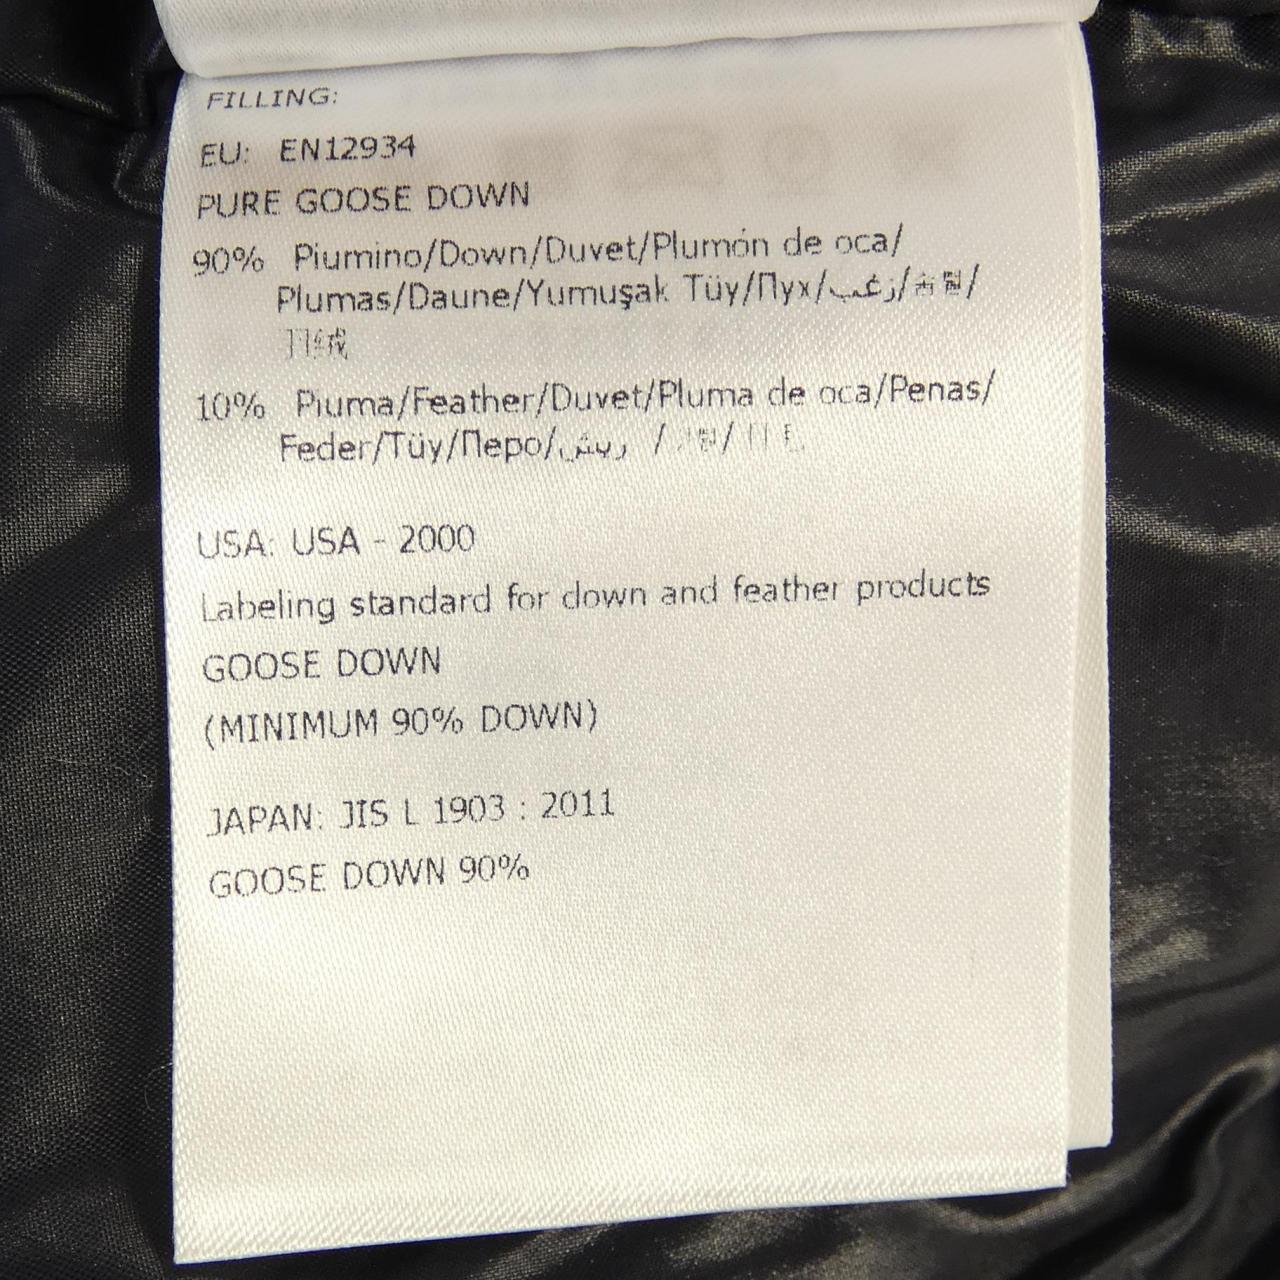 FILLING:
EU: EN12934
PURE GOOSE DOWN
90% Piumino/Down/Duvet/Plumón de oca/
Plumas/Daune/Yumuşak Tüy/Пух/زغب/
10% Piuma/Feather/Duvet/Pluma de oca/Penas/
Feder/Tüy/Перо/ريش /
USA: USA - 2000
Labeling standard for down and feather products
GOOSE DOWN
(MINIMUM 90% DOWN)
JAPAN: JIS L 1903 : 2011
GOOSE DOWN 90%